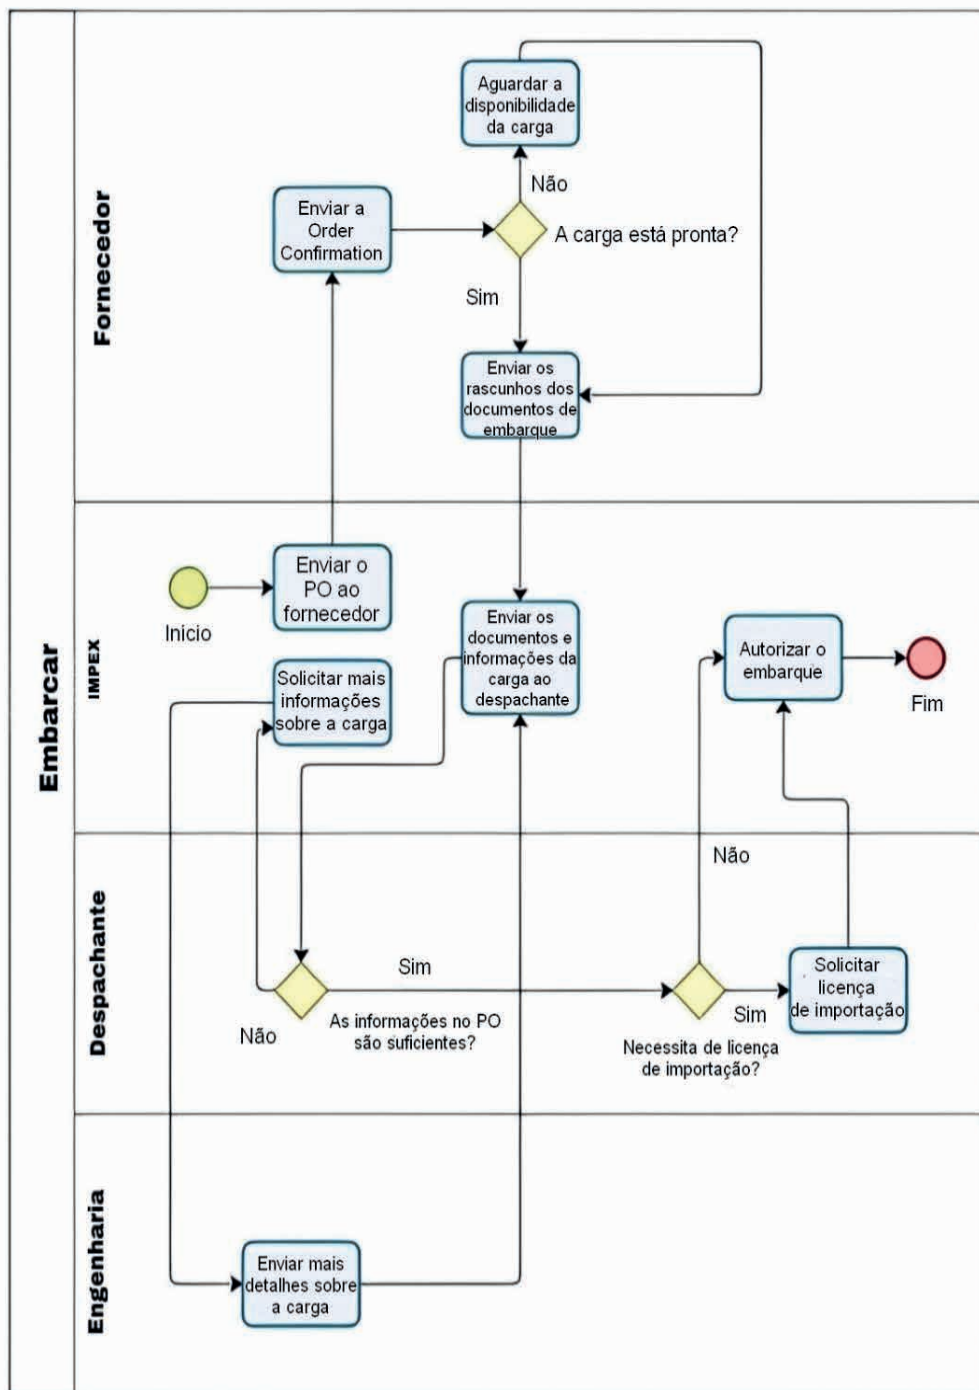 Embarcar
Fornecedor
Aguardar a
disponibilidade
da carga
Não
Enviar a
Order
Confirmation
A carga está pronta?
Sim
Enviar os
rascunhos dos
documentos de
embarque
IMPEX
Inicio
Enviar o
PO ao
fornecedor
Solicitar mais
informações
sobre a carga
Enviar os
documentos e
informações da
carga ao
despachante
Autorizar o
embarque
Fim
Despachante
Não
Sim
As informações no PO
são suficientes?
Não
Sim
Necessita de licença
de importação?
Solicitar
licença
de importação
Engenharia
Enviar mais
detalhes sobre
a carga